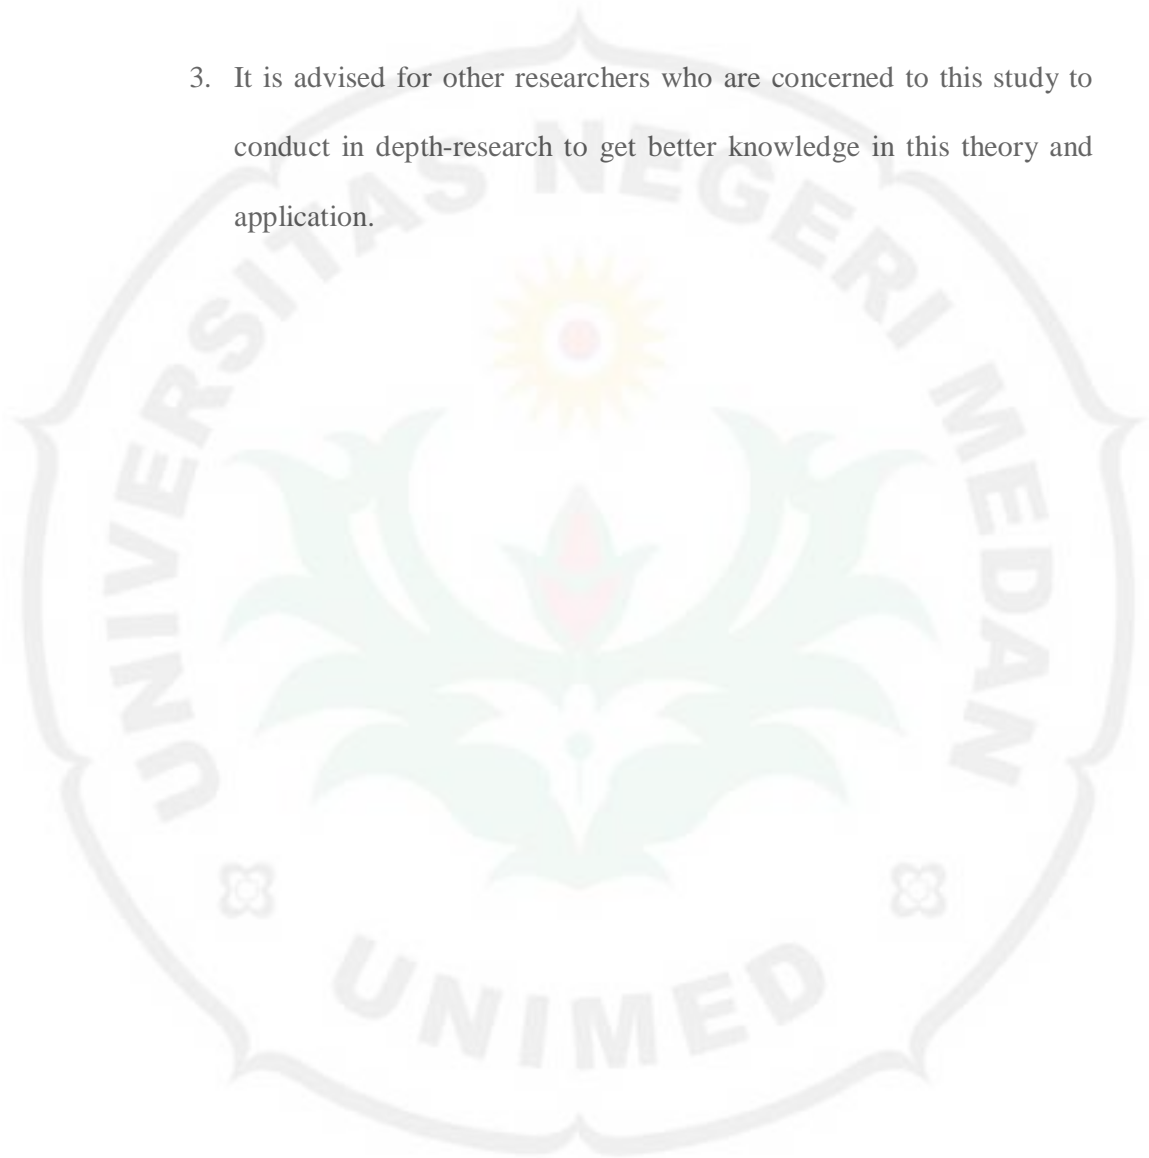 3. It is advised for other researchers who are concerned to this study to
conduct in depth-research to get better knowledge in this theory and
application.
UNIVERSITAS NEGERI MEDAN
UNIMED